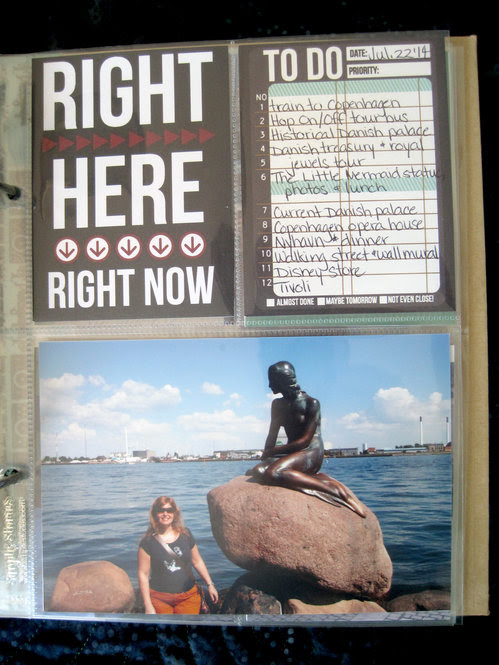 RIGHT
HERE
RIGHT NOW
TO DO
DATE: Jul. 22 '14
PRIORITY:
NO
1 train to Copenhagen
2 Hop On/Off tour bus
3 Historical Danish palace
4 Danish treasury & royal
5 jewels tour
6 The Little Mermaid statue,
photos & lunch
7 Current Danish palace
8 Copenhagen opera house
9 Nyhavn & dinner
10 Walking street & wall mural
11 Disney Store
12 Tivoli
ALMOST DONE MAYBE TOMORROW NOT EVEN CLOSE!
Simple Stories